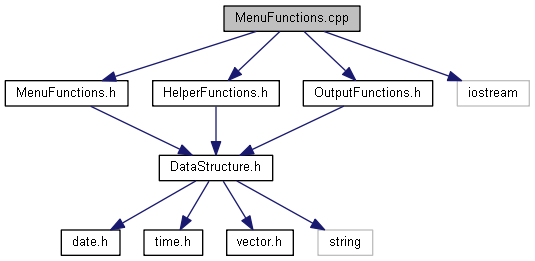 MenuFunctions.cpp
MenuFunctions.h
HelperFunctions.h
OutputFunctions.h
iostream
DataStructure.h
date.h
time.h
vector.h
string